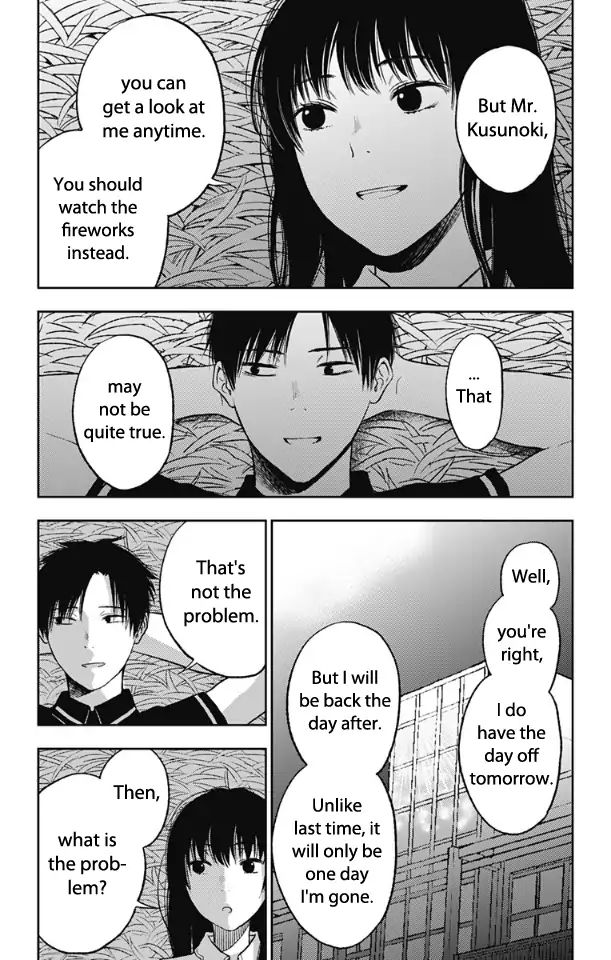 But Mr.
Kusunoki,
you can
get a look at
me anytime.
You should
watch the
fireworks
instead.
...
That
may
not be
quite true.
Well,
you're
right,
I do
have the
day off
tomorrow.
But I will
be back the
day after.
Unlike
last time, it
will only be
one day
I'm gone.
That's
not the
problem.
Then,
what is
the prob-
lem?